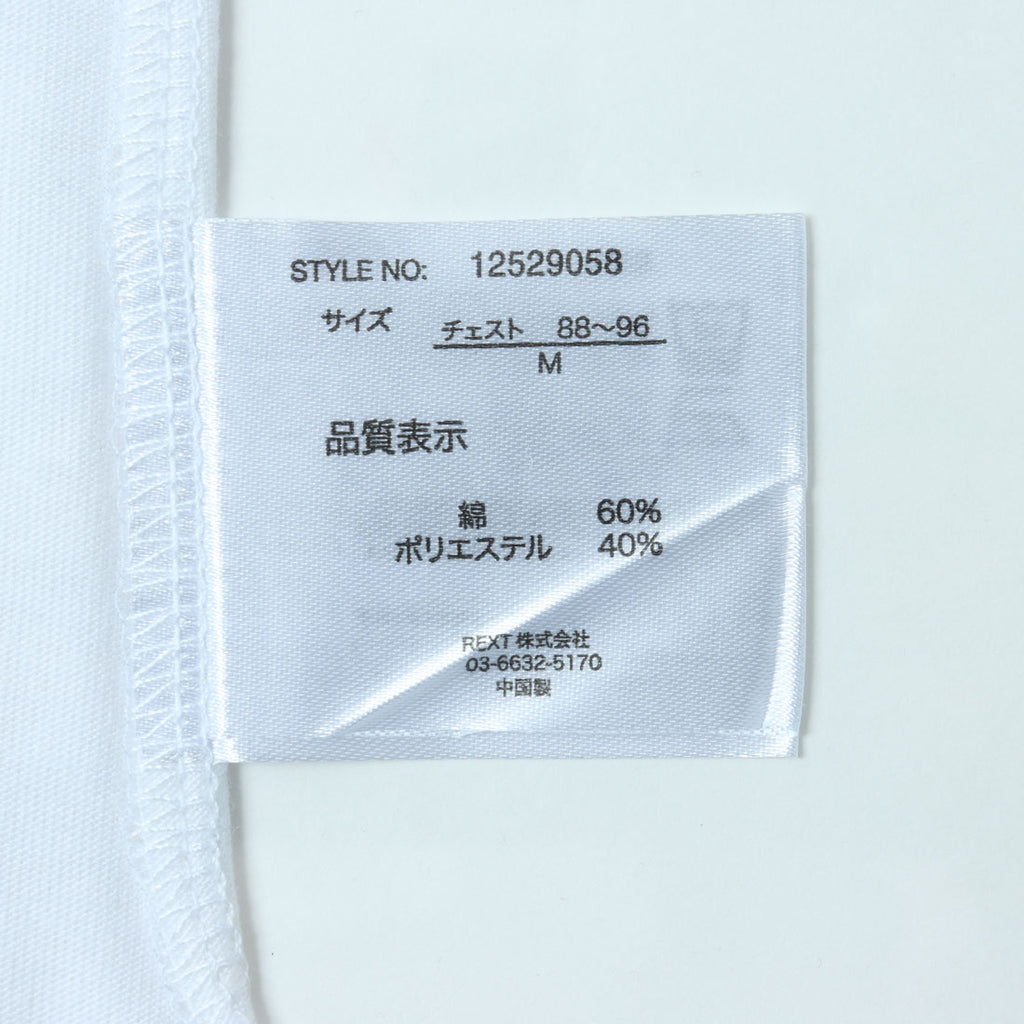 STYLE NO: 12529058
サイズ チェスト 88～96
M
品質表示
綿 60%
ポリエステル 40%
REXT 株式会社
03-6632-5170
中国製